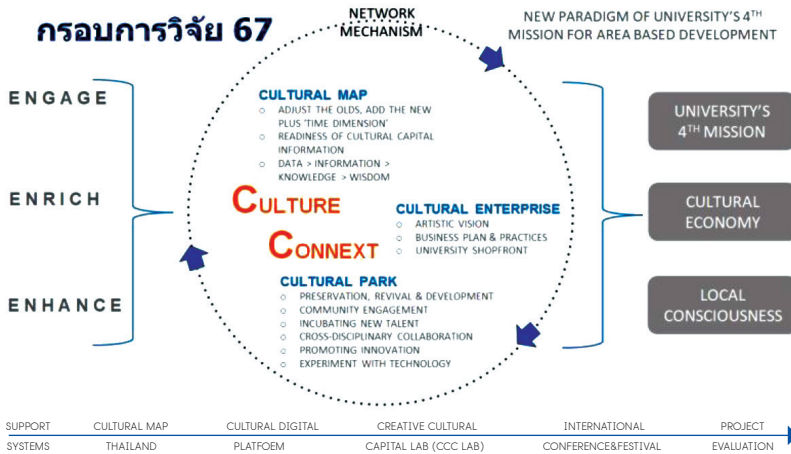 กรอบการวิจัย 67
NETWORK
MECHANISM
NEW PARADIGM OF UNIVERSITY'S 4TH
MISSION FOR AREA BASED DEVELOPMENT
ENGAGE
ENRICH
ENHANCE
CULTURAL MAP
○ ADJUST THE OLDS, ADD THE NEW
PLUS 'TIME DIMENSION'
○ READINESS OF CULTURAL CAPITAL
INFORMATION
○ DATA > INFORMATION >
KNOWLEDGE > WISDOM
CULTURE
CONNEXT
CULTURAL ENTERPRISE
○ ARTISTIC VISION
○ BUSINESS PLAN & PRACTICES
○ UNIVERSITY SHOPFRONT
CULTURAL PARK
○ PRESERVATION, REVIVAL & DEVELOPMENT
○ COMMUNITY ENGAGEMENT
○ INCUBATING NEW TALENT
○ CROSS-DISCIPLINARY COLLABORATION
○ PROMOTING INNOVATION
○ EXPERIMENT WITH TECHNOLOGY
UNIVERSITY'S
4TH MISSION
CULTURAL
ECONOMY
LOCAL
CONSCIOUSNESS
SUPPORT CULTURAL MAP CULTURAL DIGITAL CREATIVE CULTURAL INTERNATIONAL PROJECT
SYSTEMS THAILAND PLATFOEM CAPITAL LAB (CCC LAB) CONFERENCE&FESTIVAL EVALUATION